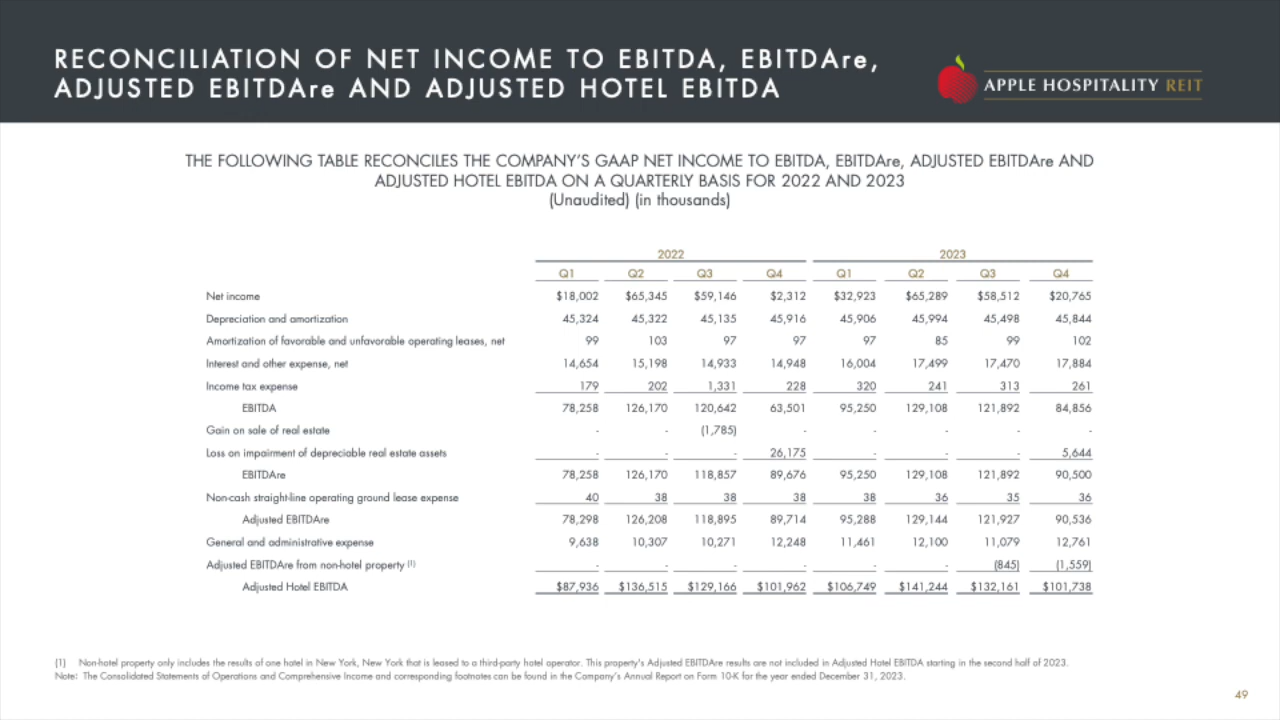 RECONCILIATION OF NET INCOME TO EBITDA, EBITDAre,
ADJUSTED EBITDAre AND ADJUSTED HOTEL EBITDA
APPLE HOSPITALITY REIT
THE FOLLOWING TABLE RECONCILES THE COMPANY'S GAAP NET INCOME TO EBITDA, EBITDAre, ADJUSTED EBITDAre AND
ADJUSTED HOTEL EBITDA ON A QUARTERLY BASIS FOR 2022 AND 2023
(Unaudited) (in thousands)
2022 2023
Q1 Q2 Q3 Q4 Q1 Q2 Q3 Q4
Net income $18,002 $65,345 $59,146 $2,312 $32,923 $65,289 $58,512 $20,765
Depreciation and amortization 45,324 45,322 45,135 45,916 45,906 45,994 45,498 45,844
Amortization of favorable and unfavorable operating leases, net 99 103 97 97 97 85 99 102
Interest and other expense, net 14,654 15,198 14,933 14,948 16,004 17,499 17,470 17,884
Income tax expense 179 202 1,331 228 320 241 313 261
EBITDA 78,258 126,170 120,642 63,501 95,250 129,108 121,892 84,856
Gain on sale of real estate - - (1,785) - - - - -
Loss on impairment of depreciable real estate assets - - - 26,175 - - - 5,644
EBITDAre 78,258 126,170 118,857 89,676 95,250 129,108 121,892 90,500
Non-cash straight-line operating ground lease expense 40 38 38 38 38 36 35 36
Adjusted EBITDAre 78,298 126,208 118,895 89,714 95,288 129,144 121,927 90,536
General and administrative expense 9,638 10,307 10,271 12,248 11,461 12,100 11,079 12,761
Adjusted EBITDAre from non-hotel property (1) - - - - - - (845) (1,559)
Adjusted Hotel EBITDA $87,936 $136,515 $129,166 $101,962 $106,749 $141,244 $132,161 $101,738
(1) Non-hotel property only includes the results of one hotel in New York, New York that is leased to a third-party hotel operator. This property's Adjusted EBITDAre results are not included in Adjusted Hotel EBITDA starting in the second half of 2023.
Note: The Consolidated Statements of Operations and Comprehensive Income and corresponding footnotes can be found in the Company's Annual Report on Form 10-K for the year ended December 31, 2023.
49